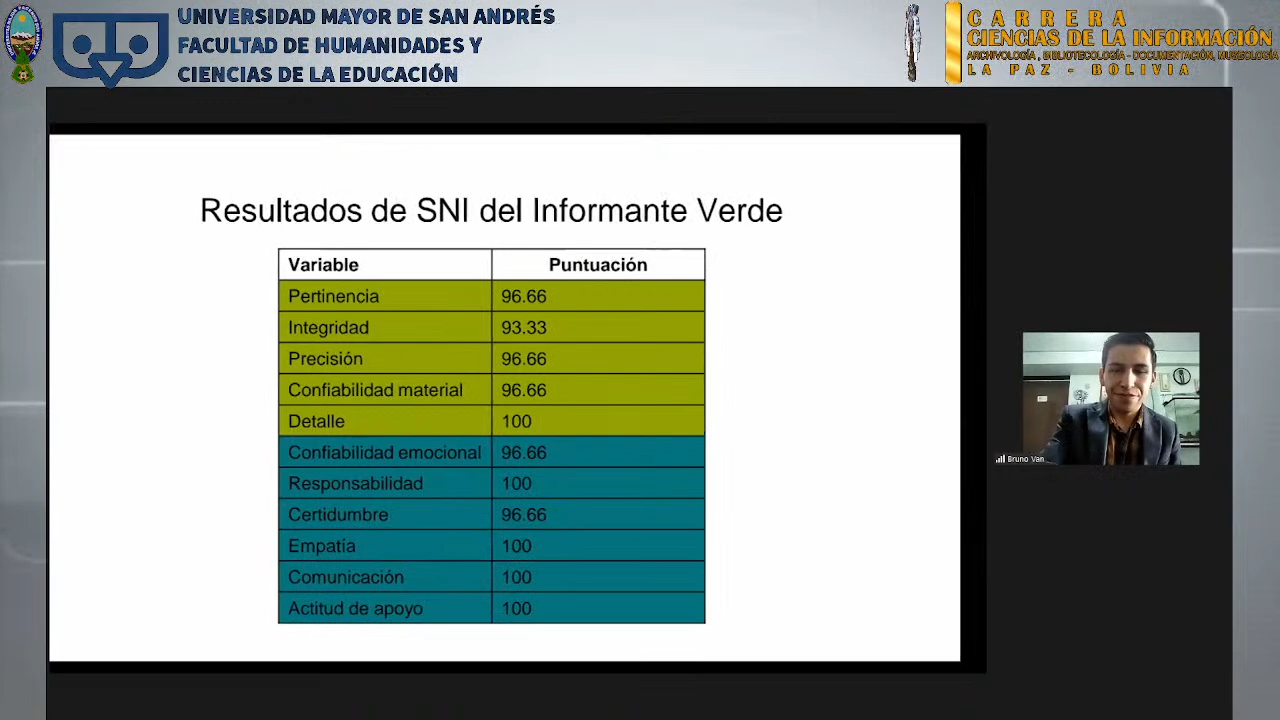 UNIVERSIDAD MAYOR DE SAN ANDRÉS
FACULTAD DE HUMANIDADES Y
CIENCIAS DE LA EDUCACIÓN
CARRERA
CIENCIAS DE LA INFORMACIÓN
ARCHIVOLOGÍA, BIBLIOTECOLOGÍA - DOCUMENTACIÓN, MUSEOLOGÍA
LA PAZ - BOLIVIA
Resultados de SNI del Informante Verde
Variable Puntuación
Pertinencia 96.66
Integridad 93.33
Precisión 96.66
Confiabilidad material 96.66
Detalle 100
Confiabilidad emocional 96.66
Responsabilidad 100
Certidumbre 96.66
Empatía 100
Comunicación 100
Actitud de apoyo 100
Bruno Van